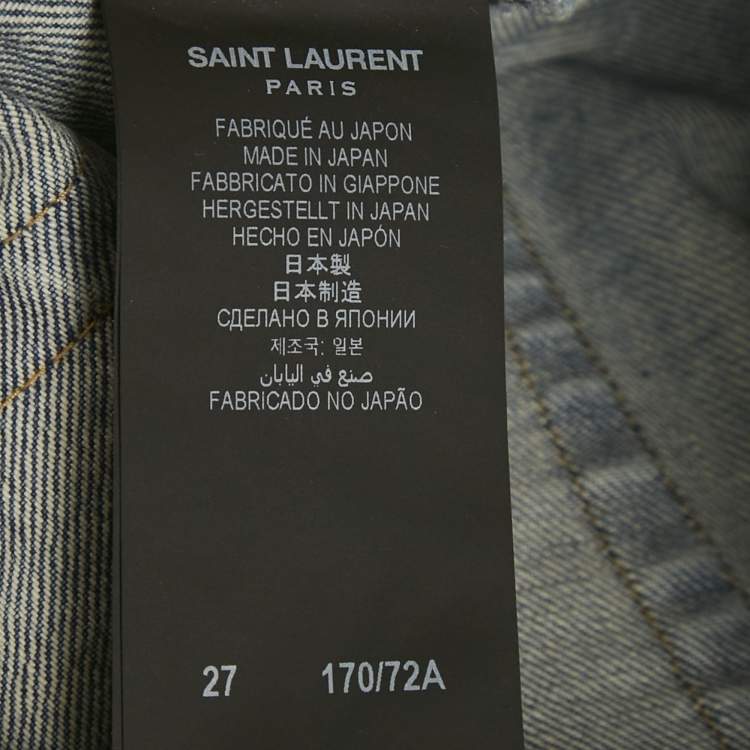 SAINT LAURENT
PARIS
FABRIQUÉ AU JAPON
MADE IN JAPAN
FABBRICATO IN GIAPPONE
HERGESTELLT IN JAPAN
HECHO EN JAPÓN
日本製
日本制造
СДЕЛАНО В ЯПОНИИ
제조국: 일본
صنع في اليابان
FABRICADO NO JAPÃO
27 170/72A